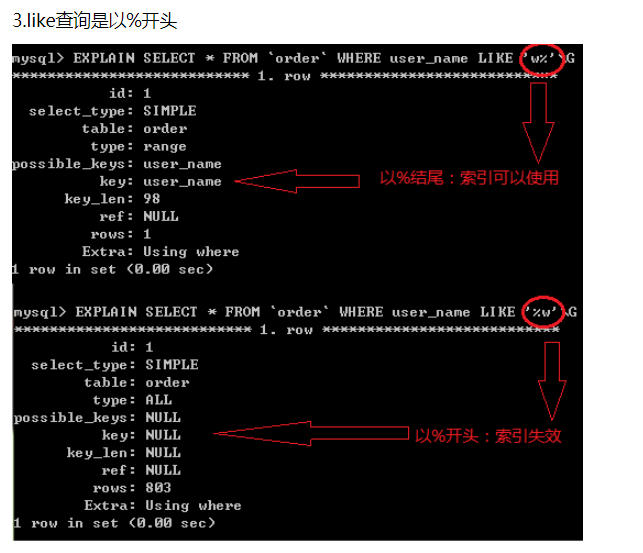 3.like查询是以%开头
mysql> EXPLAIN SELECT * FROM `order` WHERE user_name LIKE 'w%'\G
*************************** 1. row ***************************
id: 1
select_type: SIMPLE
table: order
type: range
possible_keys: user_name
key: user_name
以%结尾：索引可以使用
key_len: 98
ref: NULL
rows: 1
Extra: Using where
1 row in set (0.00 sec)
mysql> EXPLAIN SELECT * FROM `order` WHERE user_name LIKE '%w'\G
*************************** 1. row ***************************
id: 1
select_type: SIMPLE
table: order
type: ALL
possible_keys: NULL
key: NULL
以%开头：索引失效
key_len: NULL
ref: NULL
rows: 803
Extra: Using where
1 row in set (0.00 sec)